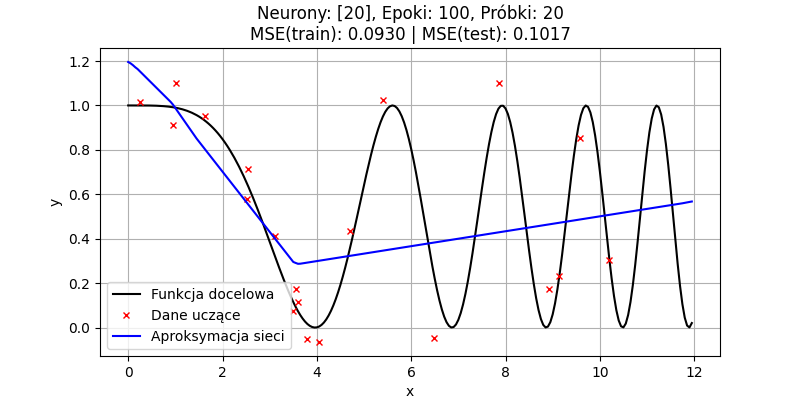 Neurony: [20], Epoki: 100, Próbki: 20
MSE(train): 0.0930 | MSE(test): 0.1017
1.2
1.0
0.8
0.6
0.4
0.2
0.0
y
Funkcja docelowa
Dane uczące
Aproksymacja sieci
0 2 4 6 8 10 12
x